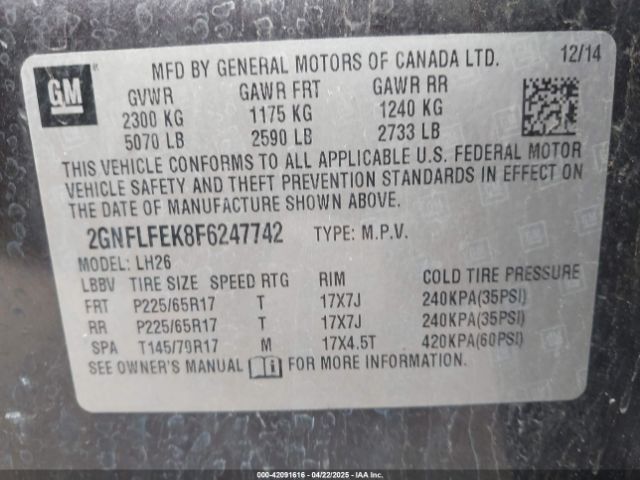 GM
MFD BY GENERAL MOTORS OF CANADA LTD. 12/14
GVWR GAWR FRT GAWR RR
2300 KG 1175 KG 1240 KG
5070 LB 2590 LB 2733 LB
THIS VEHICLE CONFORMS TO ALL APPLICABLE U.S. FEDERAL MOTOR
VEHICLE SAFETY AND THEFT PREVENTION STANDARDS IN EFFECT ON
THE DATE OF MANUFACTURE SHOWN ABOVE.
2GNFLFEK8F6247742 TYPE: M.P.V.
MODEL: LH26
LBBV TIRE SIZE SPEED RTG RIM COLD TIRE PRESSURE
FRT P225/65R17 T 17X7J 240KPA(35PSI)
RR P225/65R17 T 17X7J 240KPA(35PSI)
SPA T145/70R17 M 17X4.5T 420KPA(60PSI)
SEE OWNER'S MANUAL FOR MORE INFORMATION.
000-42091616 - 04/22/2025 - IAAI.COM